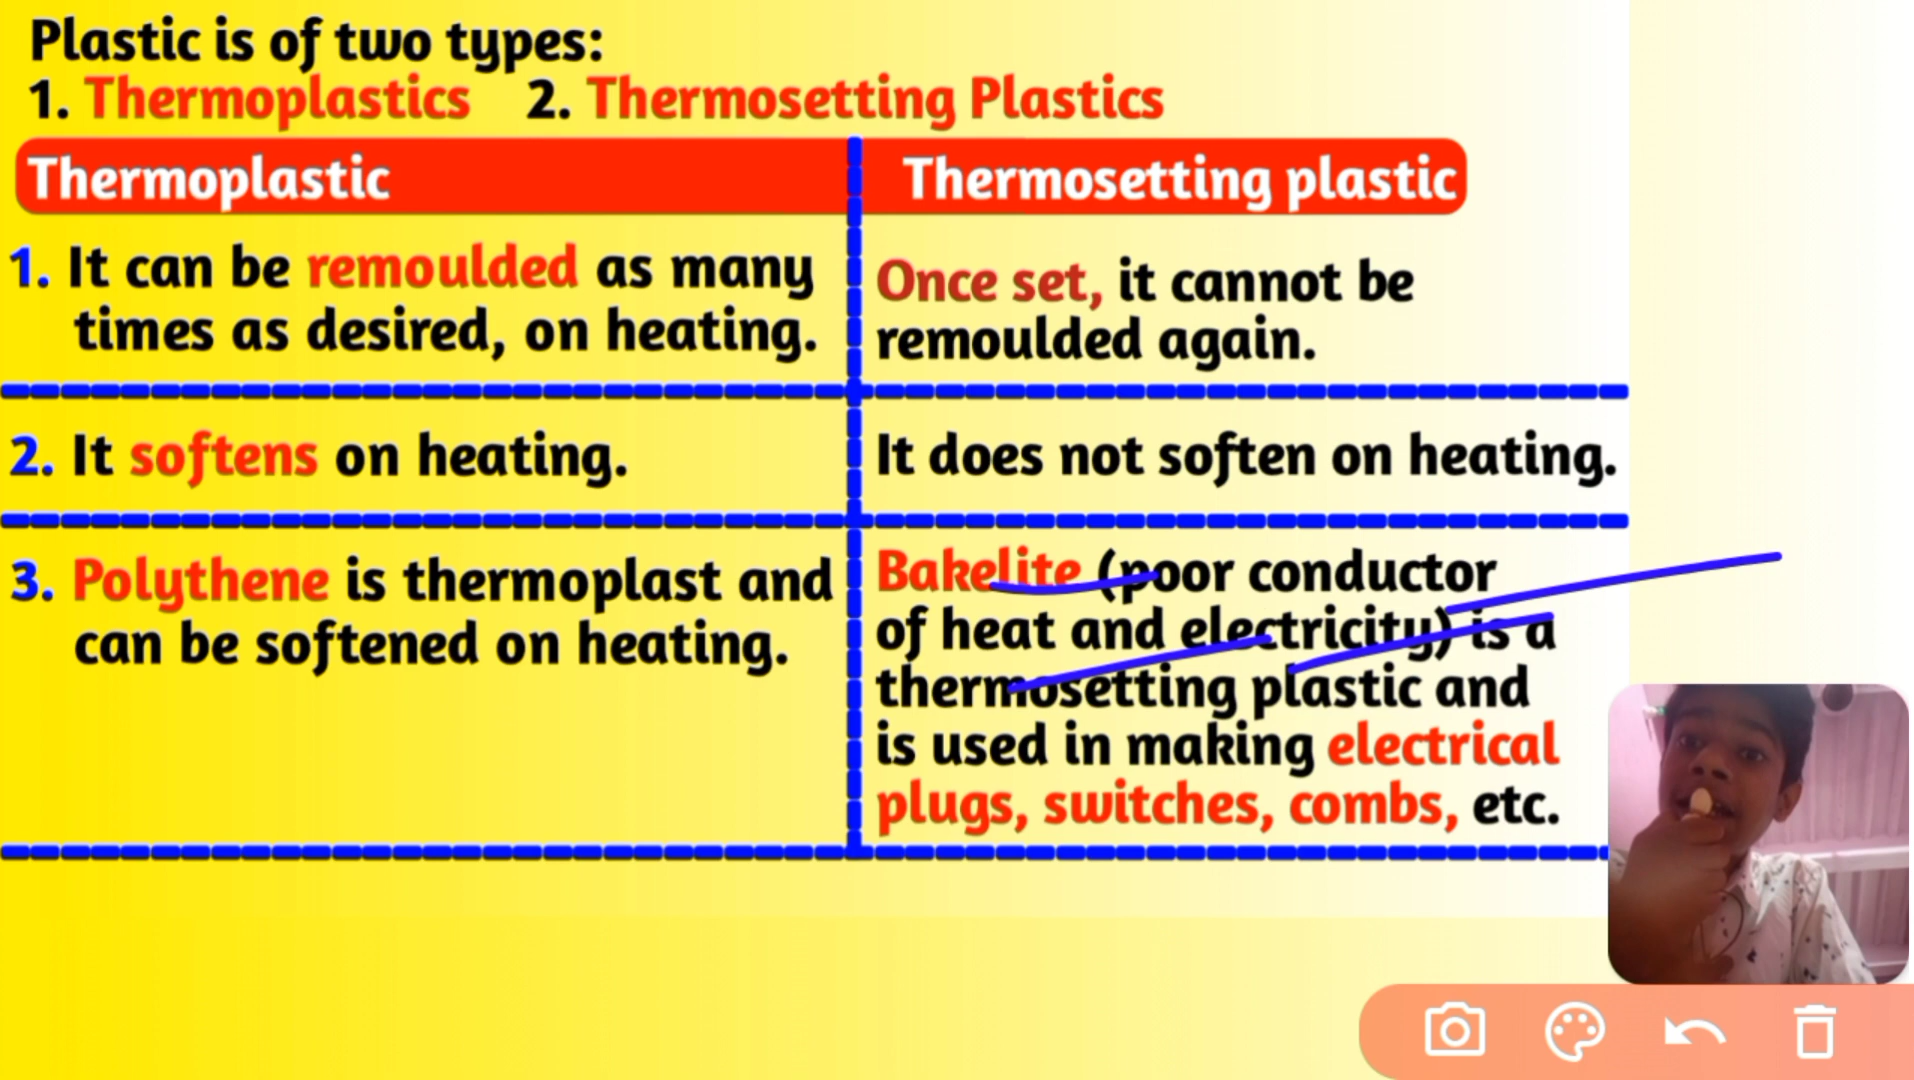 Plastic is of two types:
1. Thermoplastics 2. Thermosetting Plastics
Thermoplastic
Thermosetting plastic
1. It can be remoulded as many
times as desired, on heating.
Once set, it cannot be
remoulded again.
2. It softens on heating.
It does not soften on heating.
3. Polythene is thermoplast and
can be softened on heating.
Bakelite (poor conductor
of heat and electricity) is a
thermosetting plastic and
is used in making electrical
plugs, switches, combs, etc.